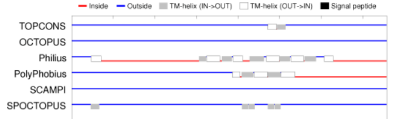 Inside Outside TM-helix (IN->OUT) TM-helix (OUT->IN) Signal peptide
TOPCONS
OCTOPUS
Philius
PolyPhobius
SCAMPI
SPOCTOPUS